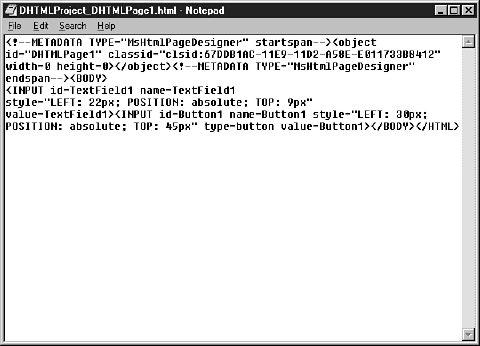 DHTMLProject_DHTMLPage1.html - Notepad
File Edit Search Help
<!--METADATA TYPE="MsHtmlPageDesigner" startspan--><object
id="DHTMLPage1" classid="clsid:67DDB1AC-11E9-11D2-A58E-E011733B8412"
width=0 height=0></object><!--METADATA TYPE="MsHtmlPageDesigner"
endspan--><BODY>
<INPUT id=TextField1 name=TextField1
style="LEFT: 22px; POSITION: absolute; TOP: 9px"
value=TextField1><INPUT id=Button1 name=Button1 style="LEFT: 30px;
POSITION: absolute; TOP: 45px" type=button value=Button1></BODY></HTML>